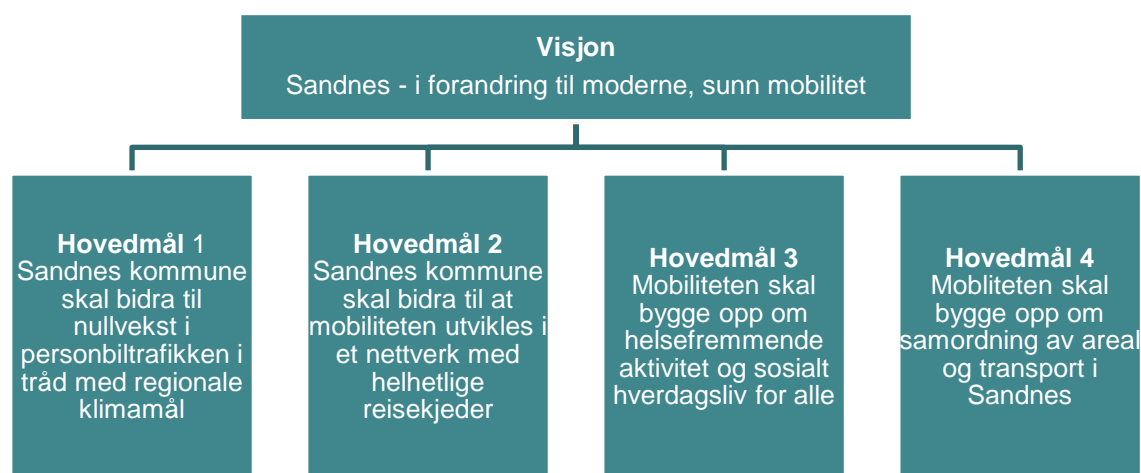 Visjon
Sandnes - i forandring til moderne, sunn mobilitet
Hovedmål 1
Sandnes kommune
skal bidra til
nullvekst i
personbiltrafikken i
tråd med regionale
klimamål
Hovedmål 2
Sandnes kommune
skal bidra til at
mobiliteten utvikles i
et nettverk med
helhetlige
reisekjeder
Hovedmål 3
Mobiliteten skal
bygge opp om
helsefremmende
aktivitet og sosialt
hverdagsliv for alle
Hovedmål 4
Mobliteten skal
bygge opp om
samordning av areal
og transport i
Sandnes